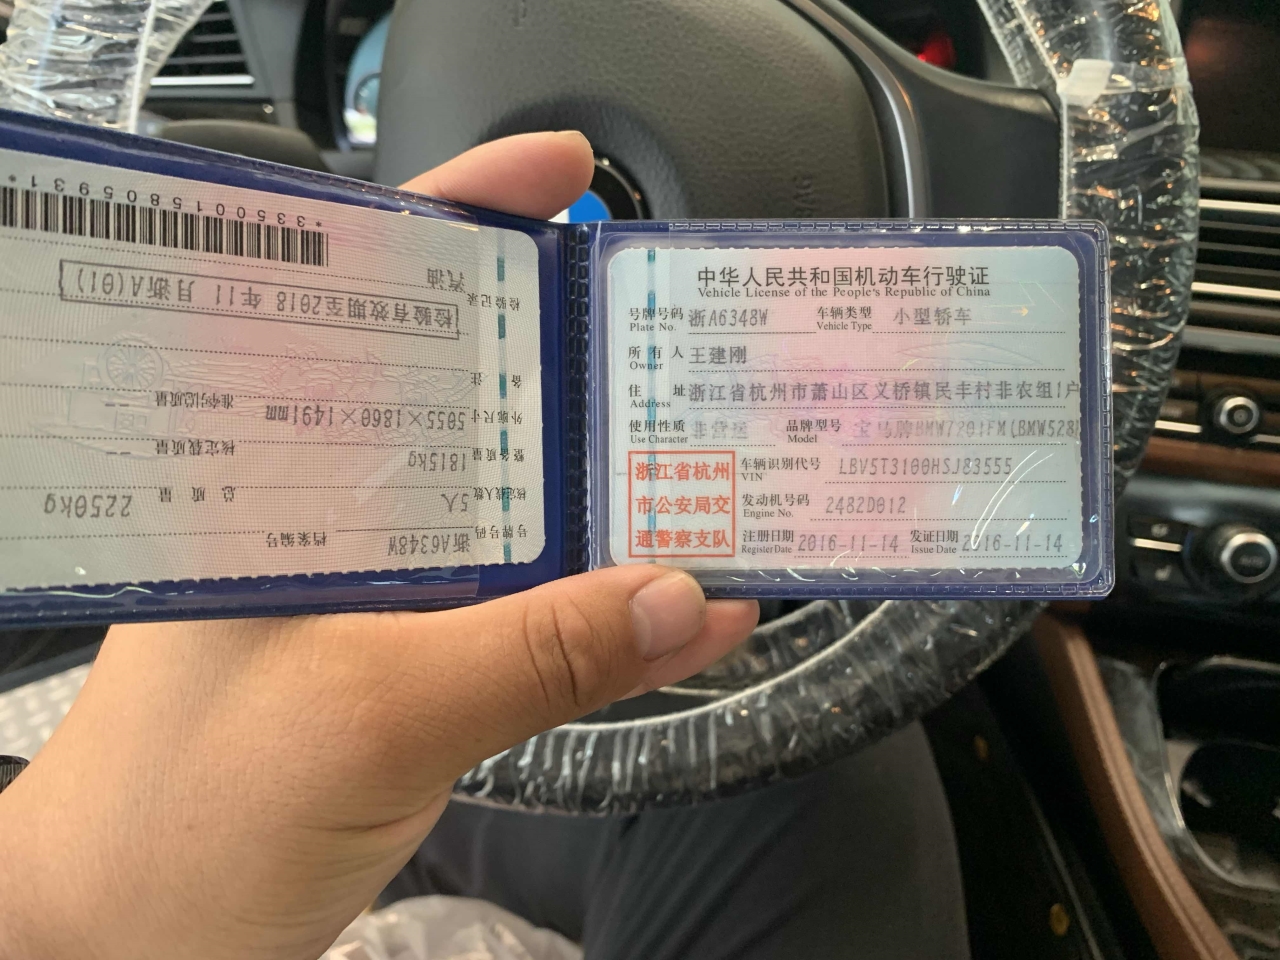 中华人民共和国机动车行驶证
Vehicle License of the People's Republic of China
号牌号码 浙A6348W 车辆类型 小型轿车
Plate No. Vehicle Type
所有人 王建刚
Owner
住址 浙江省杭州市萧山区义桥镇民丰村非农组1户
Address
使用性质 非营运 品牌型号 宝马牌BMW7201FM(BMW528
Use Character Model
浙江省杭州
市公安局交
通警察支队
车辆识别代号 LBV5T3100HSJ83555
VIN
发动机号码 2482D012
Engine No.
注册日期 2016-11-14 发证日期 2016-11-14
Register Date Issue Date
号牌号码 浙A6348W 档案编号
核定载人数 5人 总质量 2250kg
整备质量 1815kg 核定载质量
外廓尺寸 5055×1860×1491mm 准牵引总质量
备注
检验记录 检验有效期至2018年11月浙A(01)
汽油
*3350015805931*